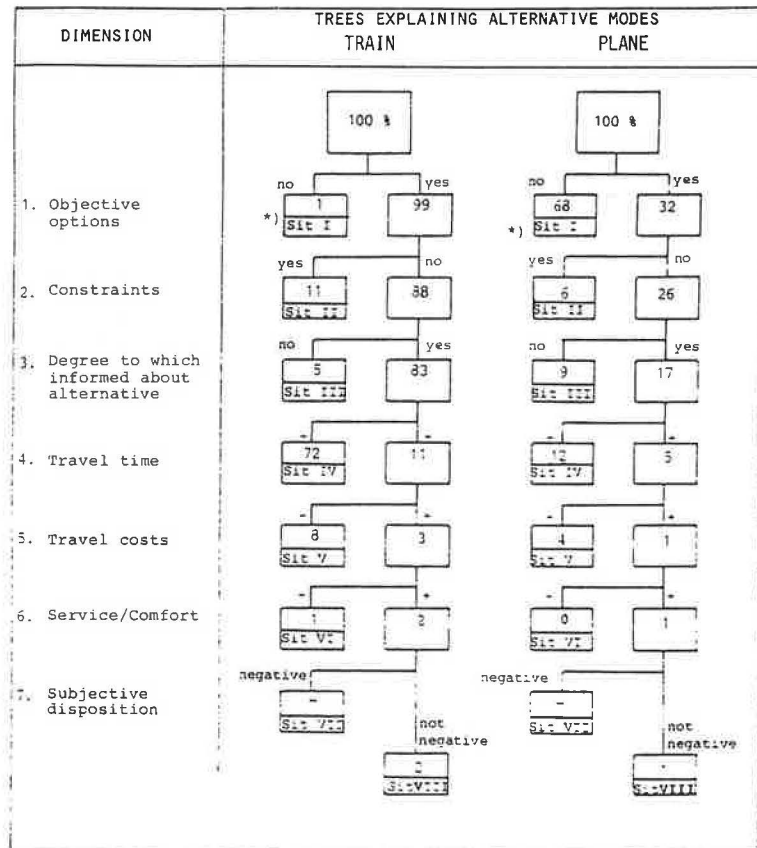 DIMENSION
TREES EXPLAINING ALTERNATIVE MODES
TRAIN PLANE
100 % 100 %
no yes no yes
1. Objective options
1 99 68 32
*) Sit I *) Sit I
yes no yes no
2. Constraints
11 88 6 26
Sit II Sit II
no yes no yes
3. Degree to which informed about alternative
5 83 9 17
Sit III Sit III
- + - +
4. Travel time
72 11 12 5
Sit IV Sit IV
- + - +
5. Travel costs
8 3 4 1
Sit V Sit V
- + - +
6. Service/Comfort
1 2 0 1
Sit VI Sit VI
negative negative
7. Subjective disposition
- -
Sit VII Sit VII
not negative not negative
SitVIII SitVIII